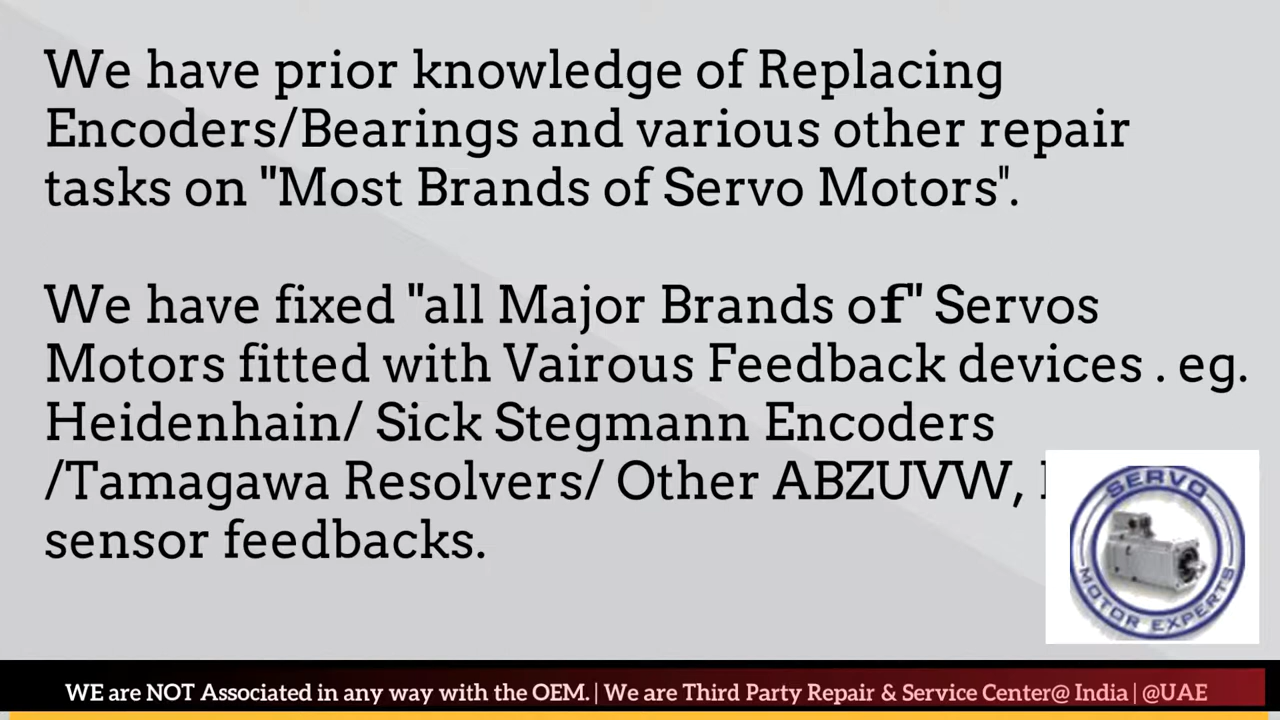 We have prior knowledge of Replacing
Encoders/Bearings and various other repair
tasks on "Most Brands of Servo Motors".
We have fixed "all Major Brands of" Servos
Motors fitted with Vairous Feedback devices . eg.
Heidenhain/ Sick Stegmann Encoders
/Tamagawa Resolvers/ Other ABZUVW,
sensor feedbacks.
SERVO
MOTOR EXPERTS
WE are NOT Associated in any way with the OEM. | We are Third Party Repair & Service Center@ India | @UAE